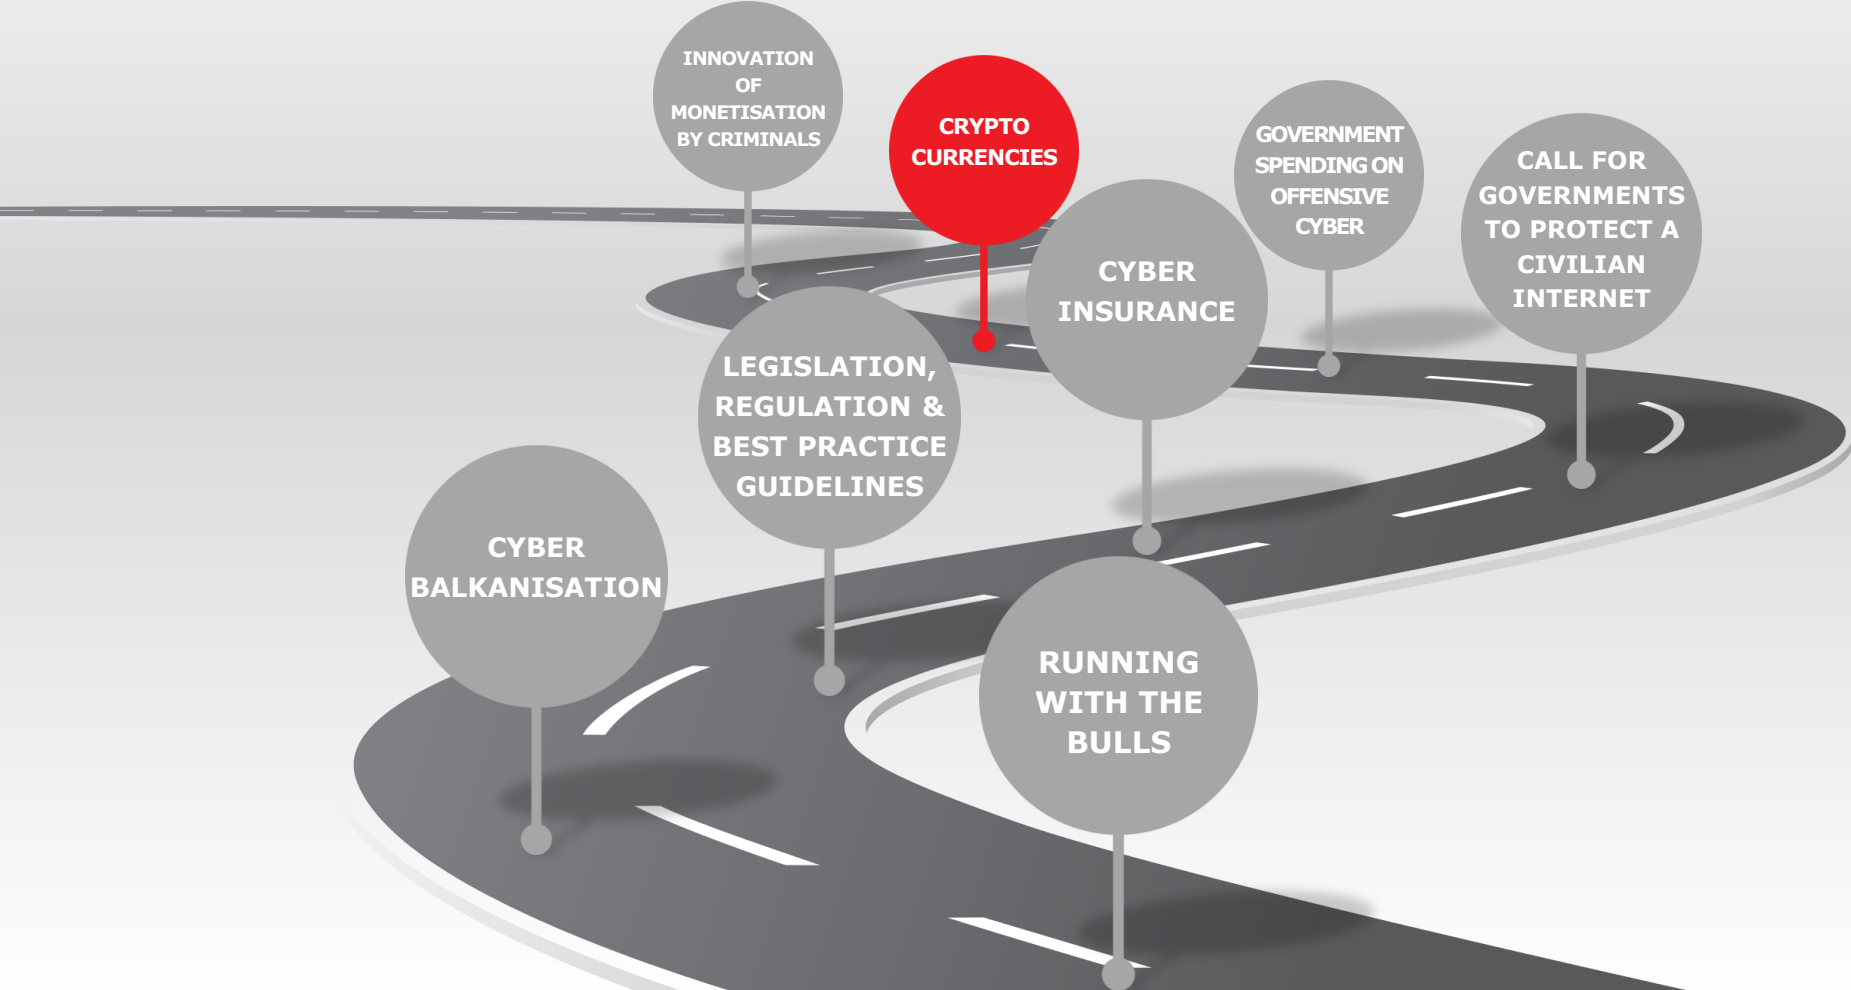 INNOVATION
OF
MONETISATION
BY CRIMINALS
CRYPTO
CURRENCIES
GOVERNMENT
SPENDING ON
OFFENSIVE
CYBER
CALL FOR
GOVERNMENTS
TO PROTECT A
CIVILIAN
INTERNET
CYBER
INSURANCE
LEGISLATION,
REGULATION &
BEST PRACTICE
GUIDELINES
CYBER
BALKANISATION
RUNNING
WITH THE
BULLS